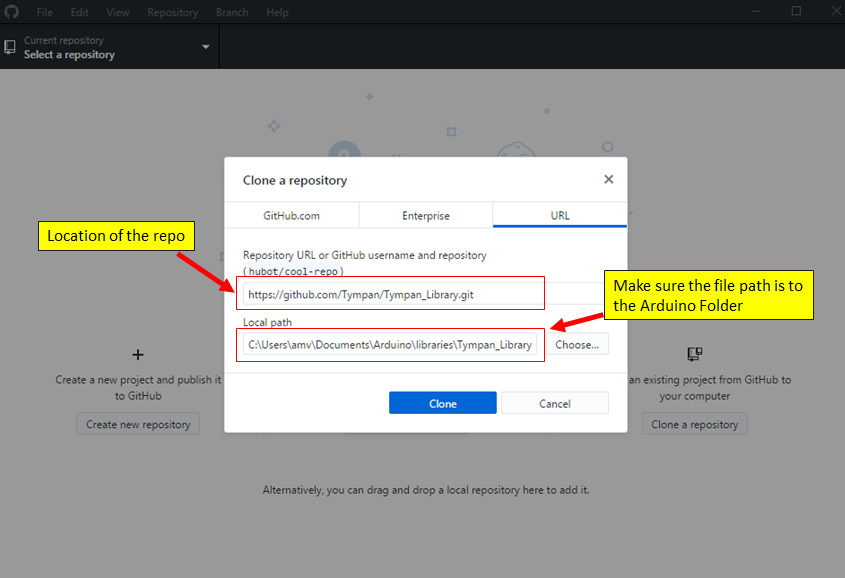 File Edit View Repository Branch Help
Current repository
Select a repository
Clone a repository
GitHub.com Enterprise URL
Location of the repo
Repository URL or GitHub username and repository
(hubot/cool-repo)
https://github.com/Tympan/Tympan_Library.git
Make sure the file path is to
the Arduino Folder
Local path
C:\Users\amv\Documents\Arduino\libraries\Tympan_Library
Choose...
Create a new project and publish it
to GitHub
Create new repository
an existing project from GitHub to
your computer
Clone a repository
Clone Cancel
Alternatively, you can drag and drop a local repository here to add it.